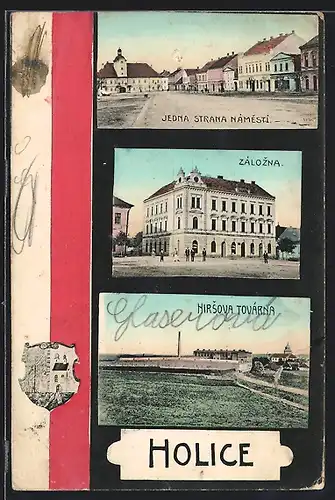 JEDNA STRANA NÁMĚSTÍ.
ZÁLOŽNA.
HIRŠOVA TOVÁRNA
HOLICE